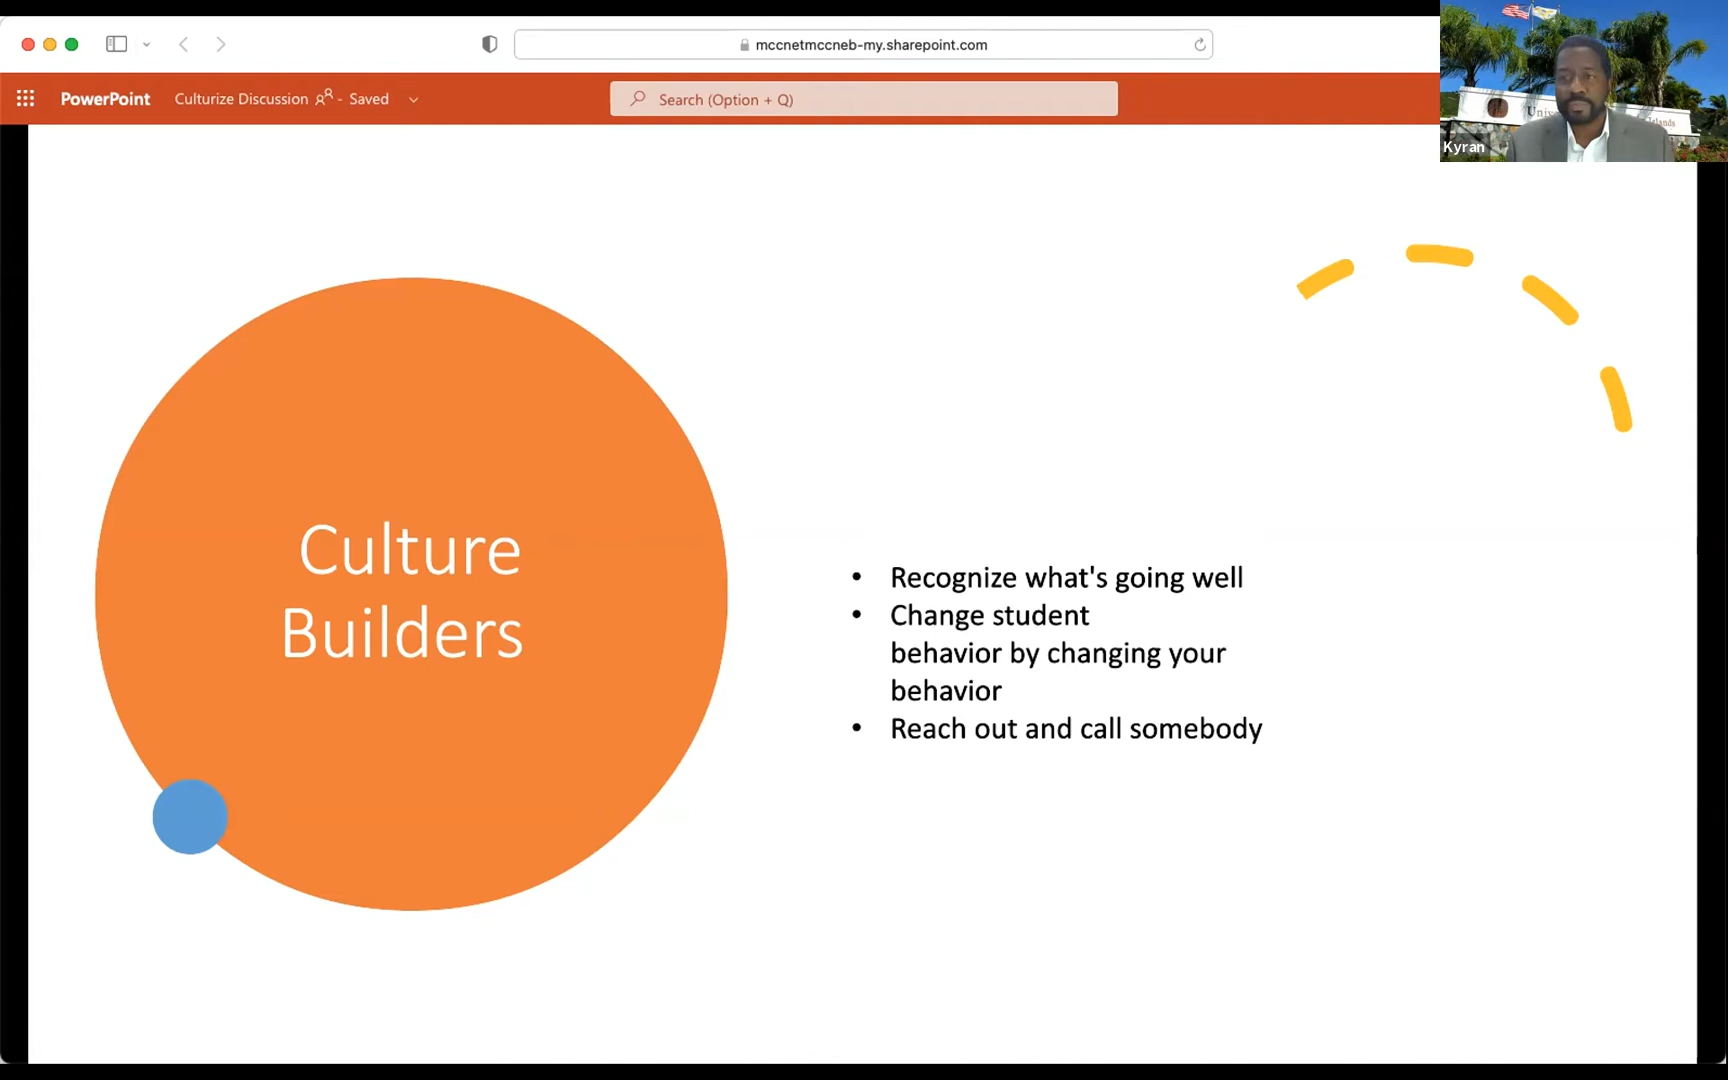 mccnetmccneb-my.sharepoint.com
PowerPoint Culturize Discussion - Saved
Search (Option + Q)
Kyran
Culture
Builders
• Recognize what's going well
• Change student
behavior by changing your
behavior
• Reach out and call somebody